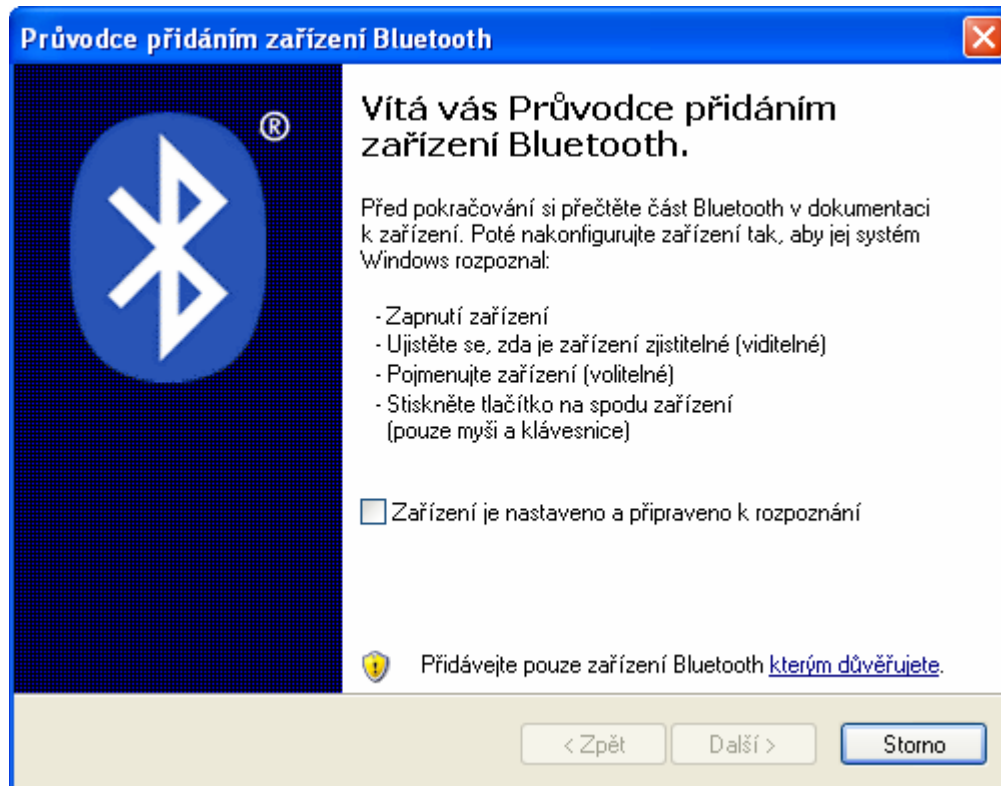 Průvodce přidáním zařízení Bluetooth
®
Vítá vás Průvodce přidáním
zařízení Bluetooth.
Před pokračování si přečtěte část Bluetooth v dokumentaci
k zařízení. Poté nakonfigurujte zařízení tak, aby jej systém
Windows rozpoznal:
- Zapnutí zařízení
- Ujistěte se, zda je zařízení zjistitelné (viditelné)
- Pojmenujte zařízení (volitelné)
- Stiskněte tlačítko na spodu zařízení
(pouze myši a klávesnice)
Zařízení je nastaveno a připraveno k rozpoznání
Přidávejte pouze zařízení Bluetooth kterým důvěřujete.
< Zpět Další > Storno